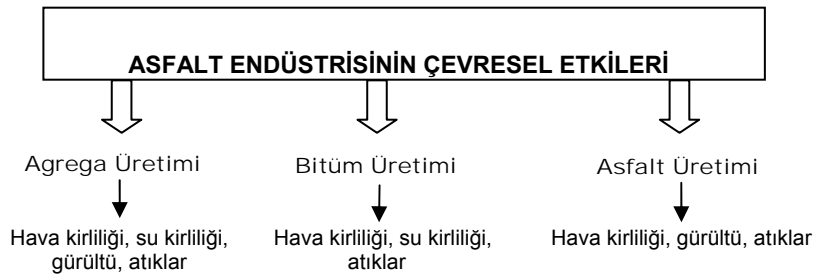 ASFALT ENDÜSTRİSİNİN ÇEVRESEL ETKİLERİ
Agrega Üretimi
Bitüm Üretimi
Asfalt Üretimi
Hava kirliliği, su kirliliği,
gürültü, atıklar
Hava kirliliği, su kirliliği,
atıklar
Hava kirliliği, gürültü, atıklar